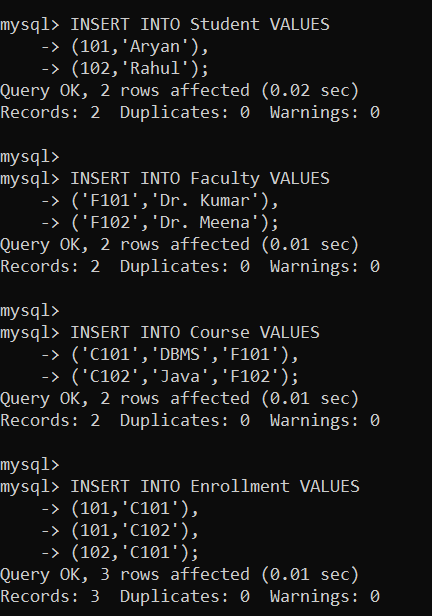 mysql> INSERT INTO Student VALUES
    -> (101,'Aryan'),
    -> (102,'Rahul');
Query OK, 2 rows affected (0.02 sec)
Records: 2  Duplicates: 0  Warnings: 0

mysql>
mysql> INSERT INTO Faculty VALUES
    -> ('F101','Dr. Kumar'),
    -> ('F102','Dr. Meena');
Query OK, 2 rows affected (0.01 sec)
Records: 2  Duplicates: 0  Warnings: 0

mysql>
mysql> INSERT INTO Course VALUES
    -> ('C101','DBMS','F101'),
    -> ('C102','Java','F102');
Query OK, 2 rows affected (0.01 sec)
Records: 2  Duplicates: 0  Warnings: 0

mysql>
mysql> INSERT INTO Enrollment VALUES
    -> (101,'C101'),
    -> (101,'C102'),
    -> (102,'C101');
Query OK, 3 rows affected (0.01 sec)
Records: 3  Duplicates: 0  Warnings: 0